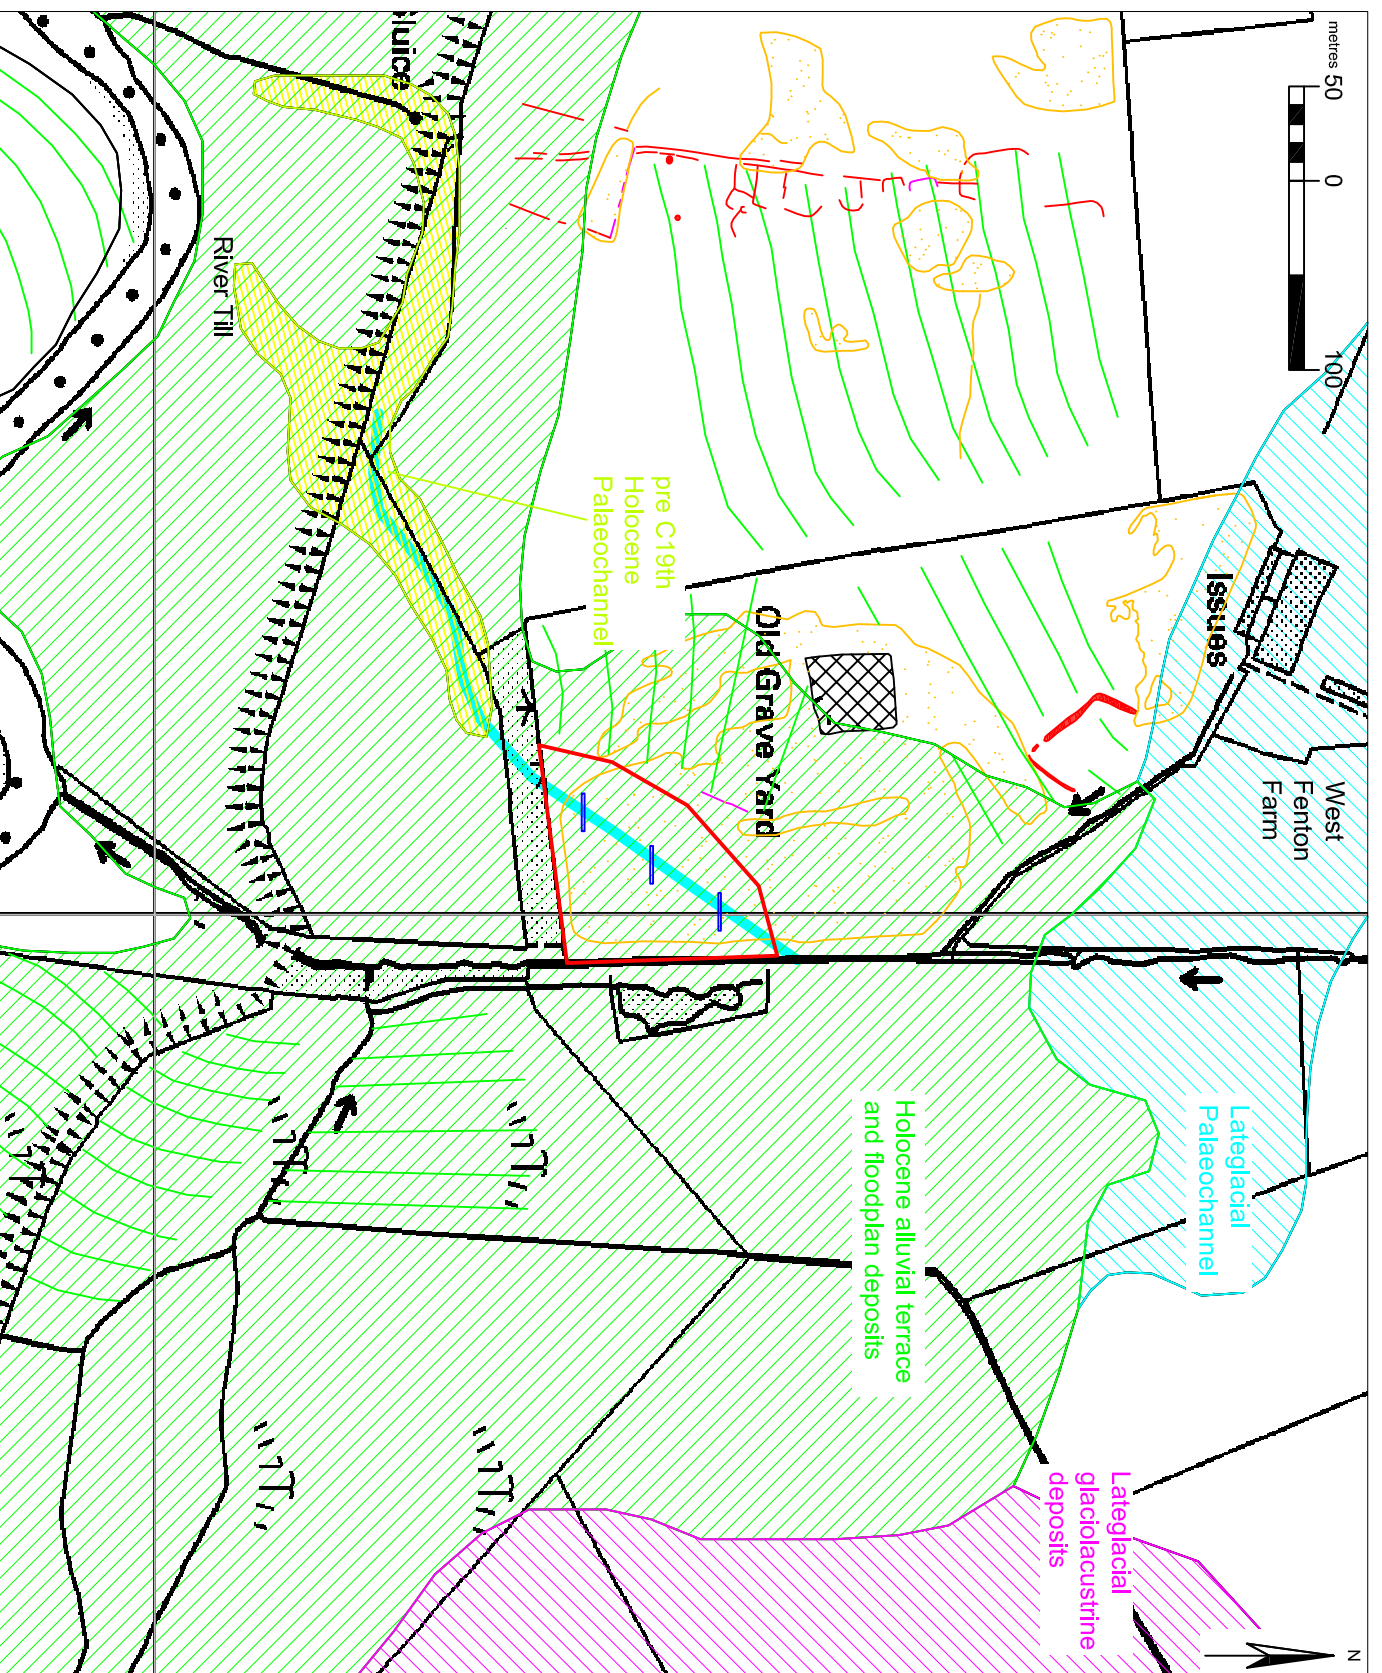 metres 50 0 100
N
Sluice
River Till
Issues
West
Fenton
Farm
pre C19th
Holocene
Palaeochannel
Old Grave Yard
Lateglacial
Palaeochannel
Holocene alluvial terrace
and floodplan deposits
Lateglacial
glaciolacustrine
deposits